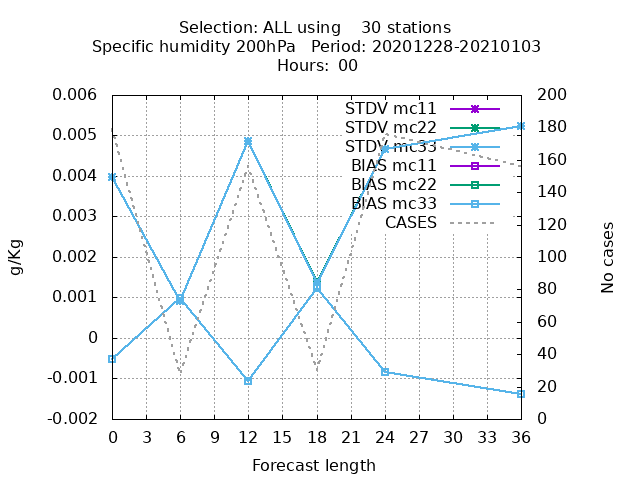 Selection: ALL using    30 stations
Specific humidity 200hPa   Period: 20201228-20210103
Hours:  00
0.006
0.005
0.004
0.003
0.002
0.001
0
-0.001
-0.002
g/Kg
STDV mc11
STDV mc22
STDV mc33
BIAS mc11
BIAS mc22
BIAS mc33
CASES
200
180
160
140
120
100
80
60
40
20
0
No cases
0 3 6 9 12 15 18 21 24 27 30 33 36
Forecast length